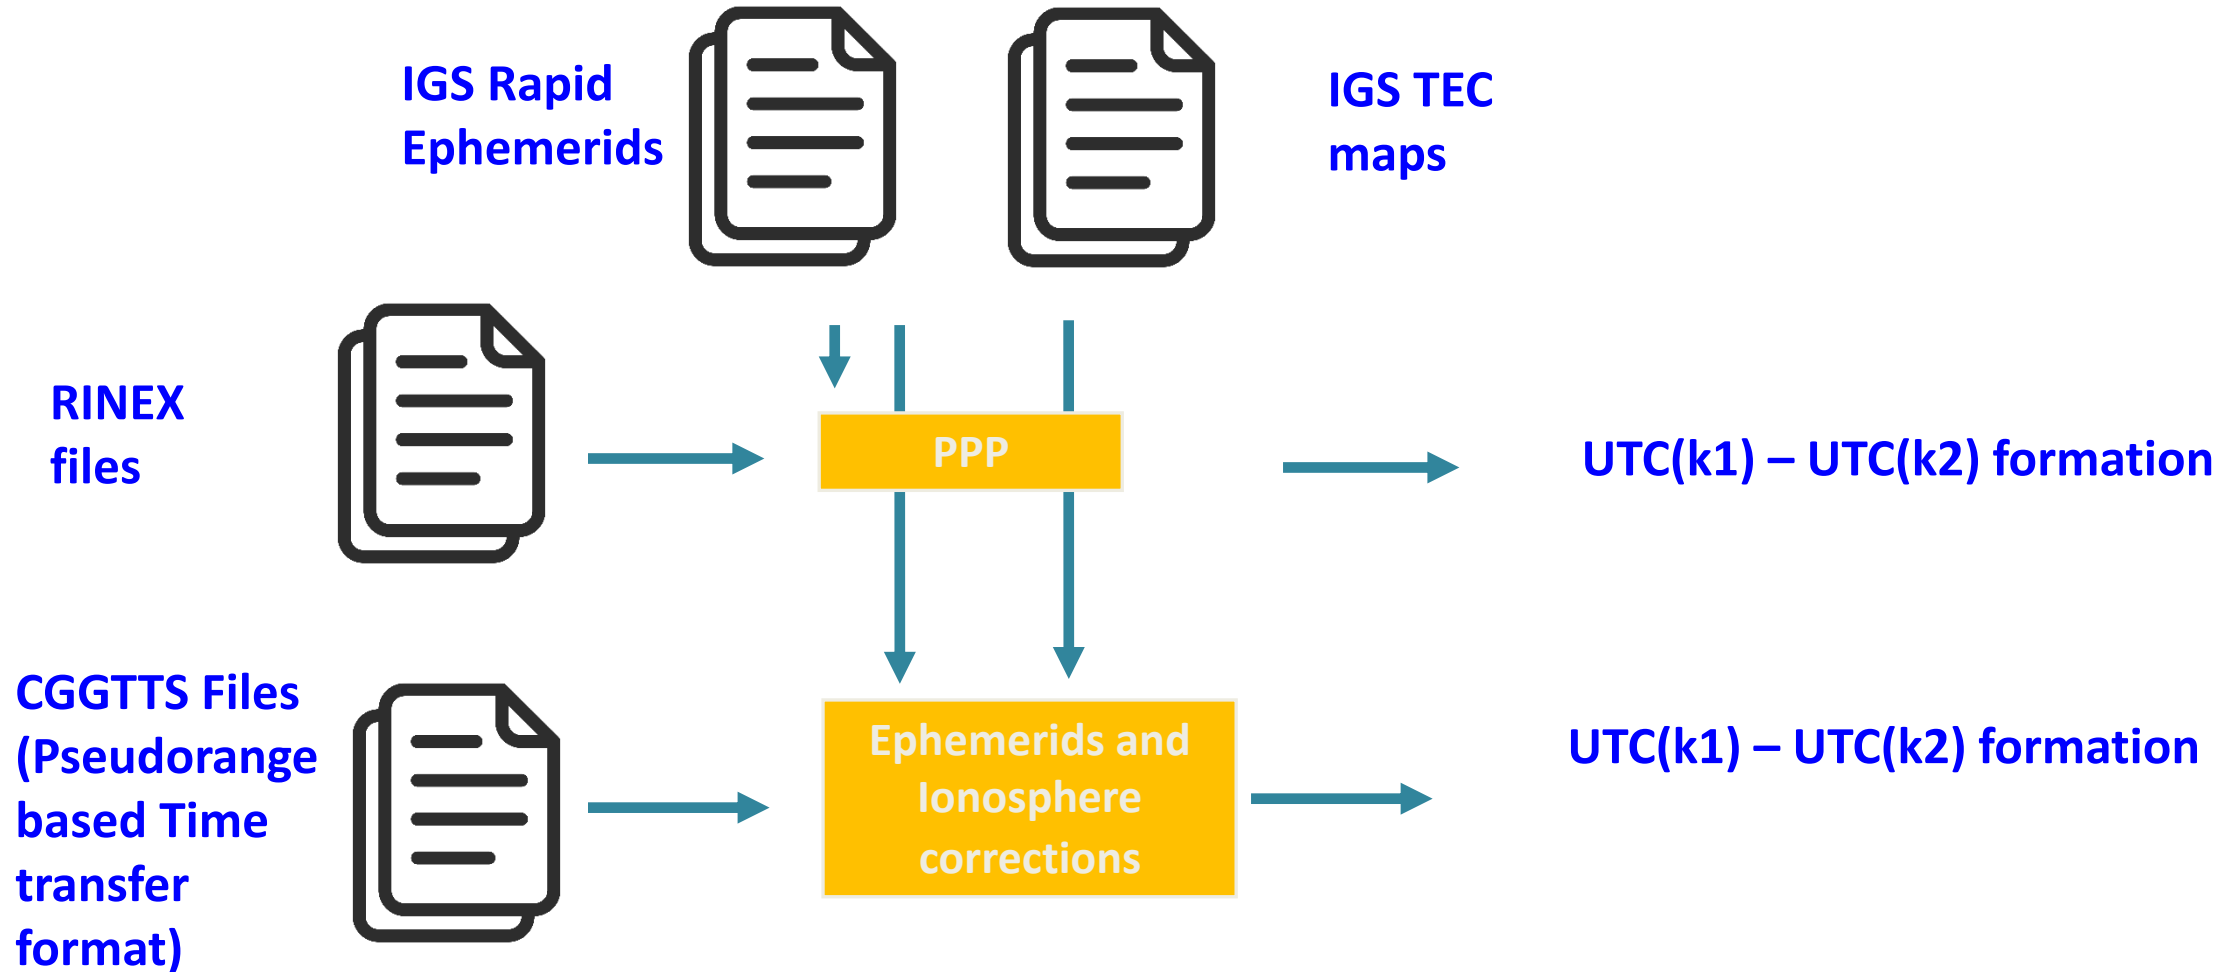 IGS Rapid
Ephemerids
IGS TEC
maps
RINEX
files
PPP
UTC(k1) – UTC(k2) formation
CGGTTS Files
(Pseudorange
based Time
transfer
format)
Ephemerids and
Ionosphere
corrections
UTC(k1) – UTC(k2) formation